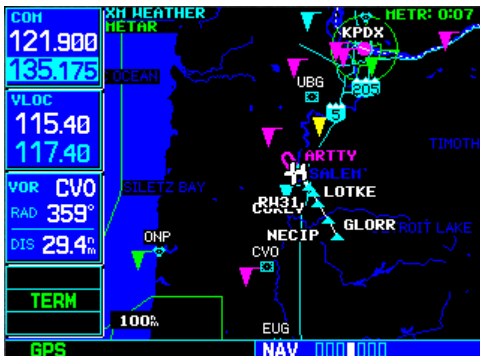 COM
121.900
135.175
VLOC
115.40
117.40
VOR CVO
RAD 359°
DIS 29.4nm
TERM
GPS
XM WEATHER
METAR
METR: 0:07
KPDX
OCEAN
UBG
205
5
TIMOTH
ARTTY
SALEM
SILETZ BAY
LOTKE
RW31
CURLY
GLORR
NECIP
ROIT LAKE
ONP
CVO
100nm
EUG
NAV